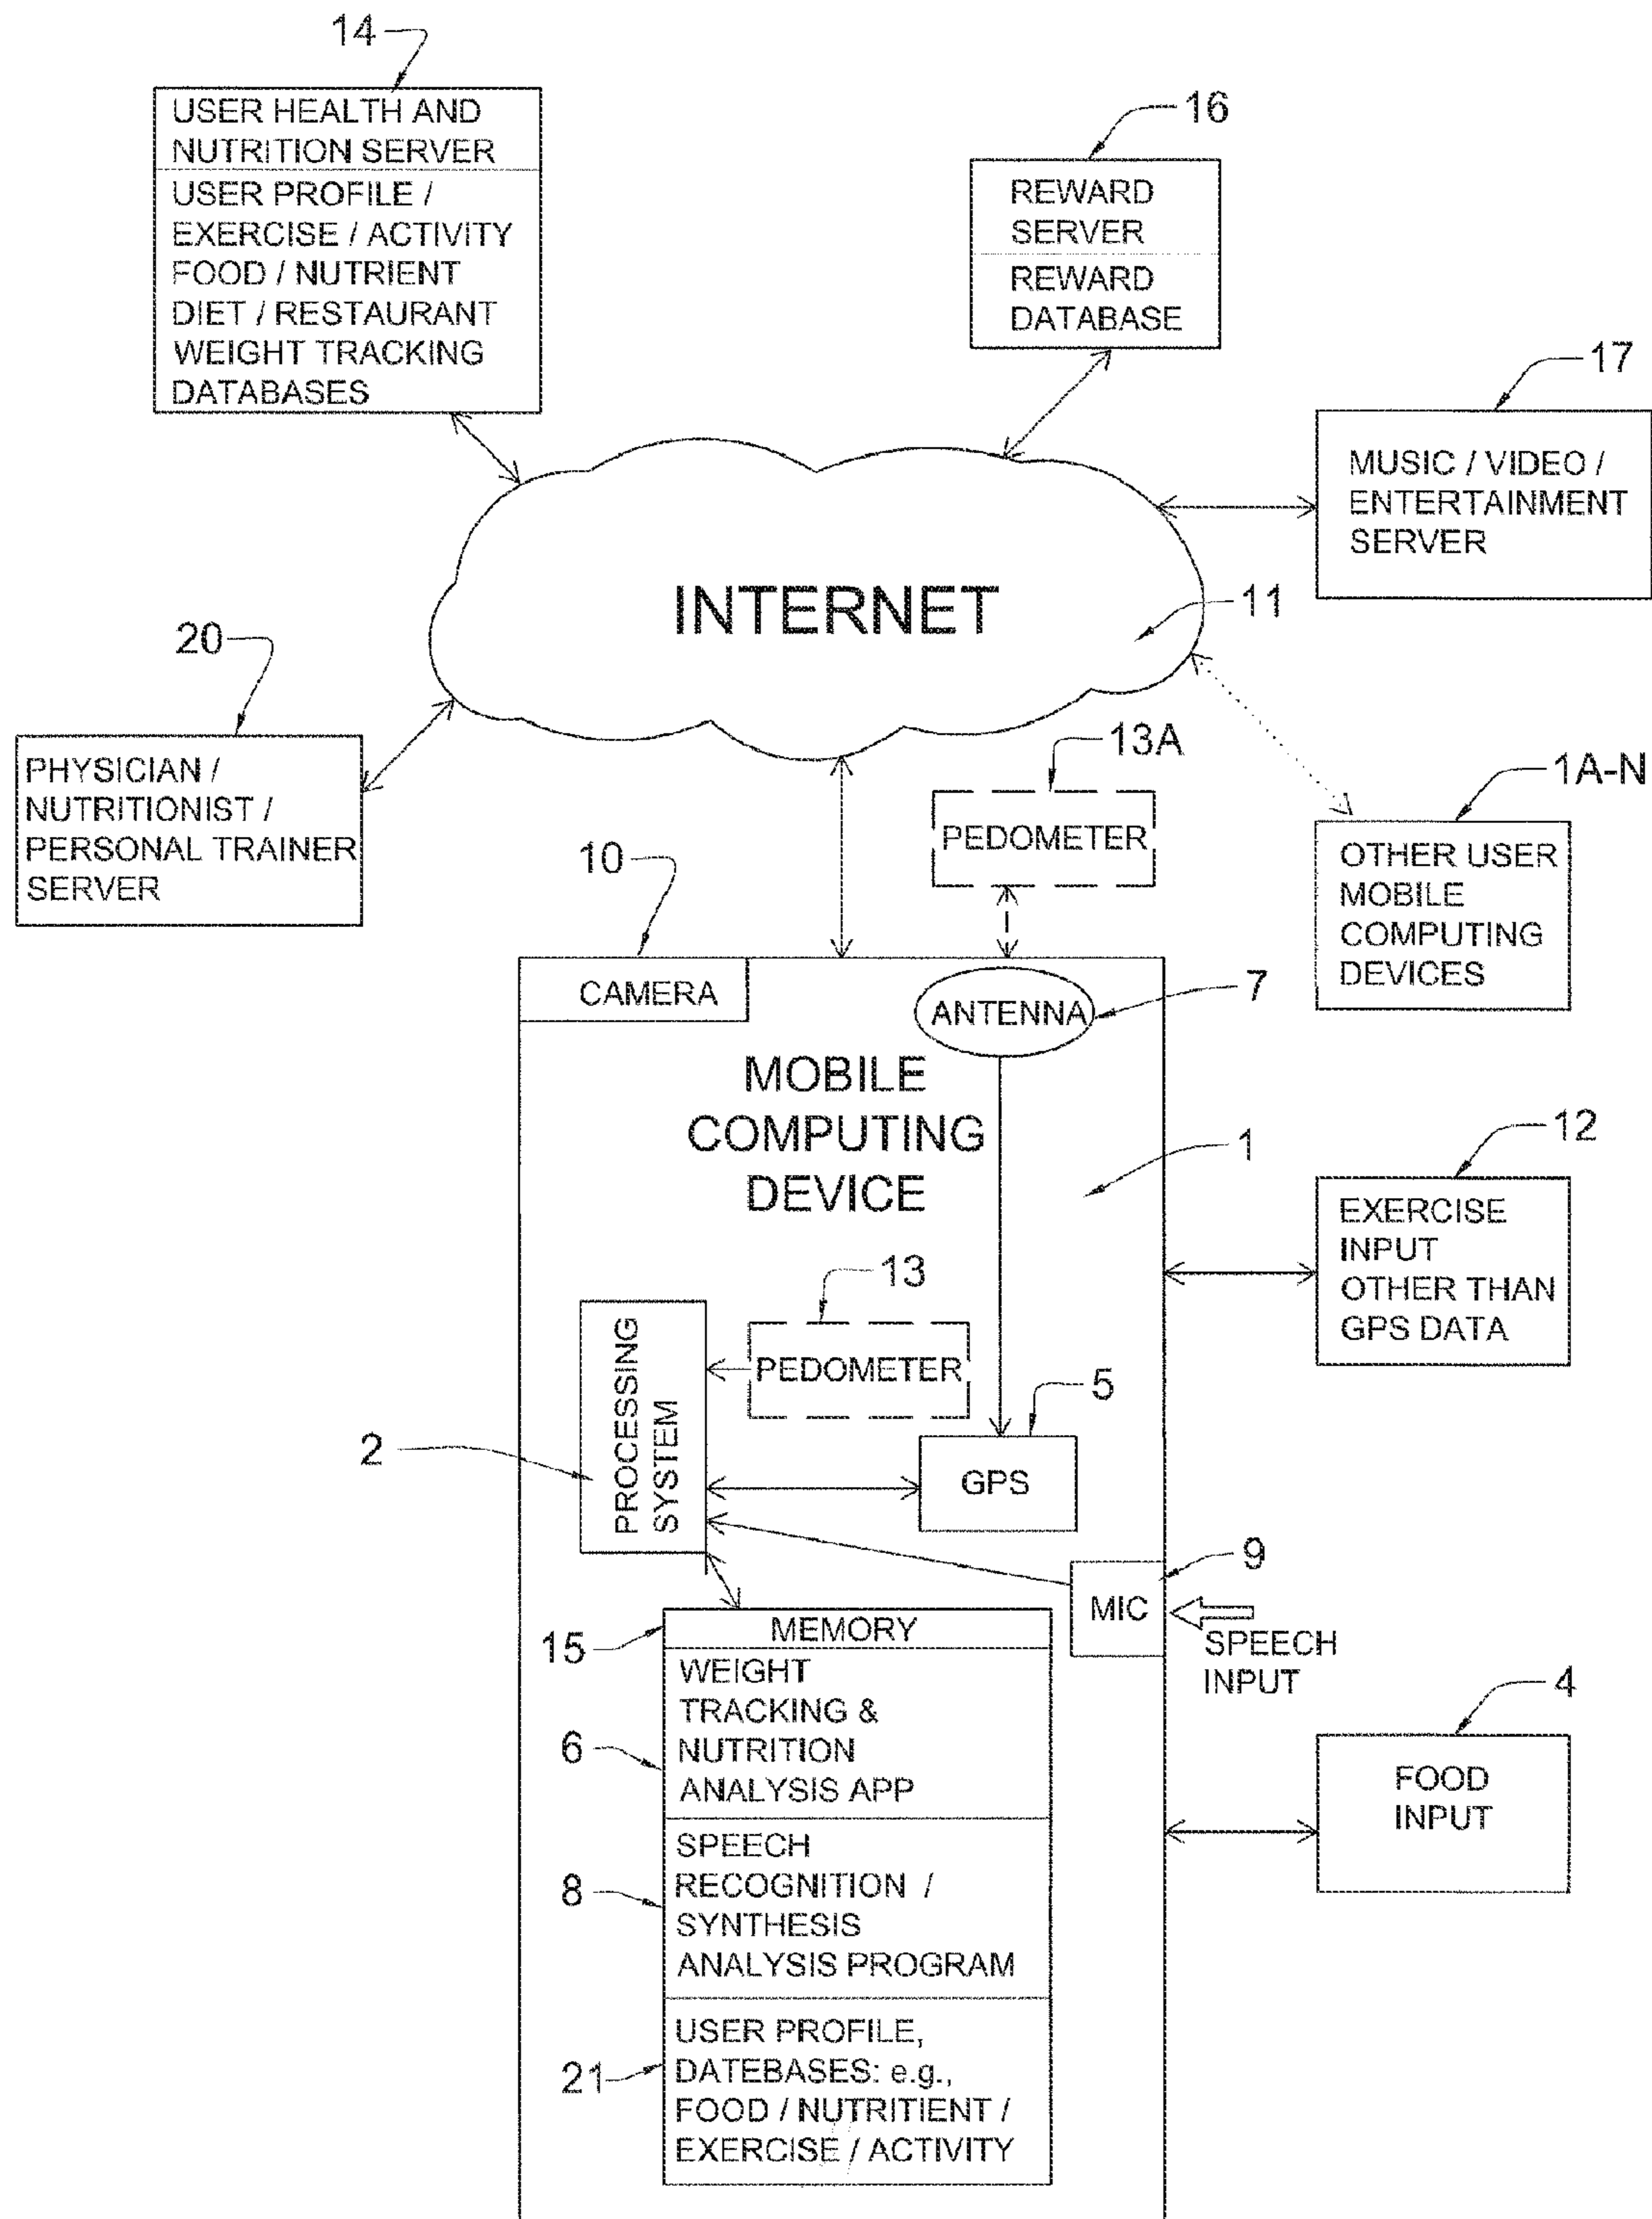 14
USER HEALTH AND
NUTRITION SERVER
USER PROFILE /
EXERCISE / ACTIVITY
FOOD / NUTRIENT
DIET / RESTAURANT
WEIGHT TRACKING
DATABASES
16
REWARD
SERVER
REWARD
DATABASE
17
MUSIC / VIDEO /
ENTERTAINMENT
SERVER
INTERNET
11
20
PHYSICIAN /
NUTRITIONIST /
PERSONAL TRAINER
SERVER
13A
PEDOMETER
1A-N
OTHER USER
MOBILE
COMPUTING
DEVICES
10
CAMERA
ANTENNA
7
MOBILE
COMPUTING
DEVICE
1
12
EXERCISE
INPUT
OTHER THAN
GPS DATA
13
PEDOMETER
PROCESSING
SYSTEM
2
5
GPS
9
MIC
SPEECH
INPUT
15
MEMORY
WEIGHT
TRACKING &
NUTRITION
ANALYSIS APP
6
SPEECH
RECOGNITION /
SYNTHESIS
ANALYSIS PROGRAM
8
USER PROFILE,
DATEBASES: e.g.,
FOOD / NUTRITIENT /
EXERCISE / ACTIVITY
21
4
FOOD
INPUT